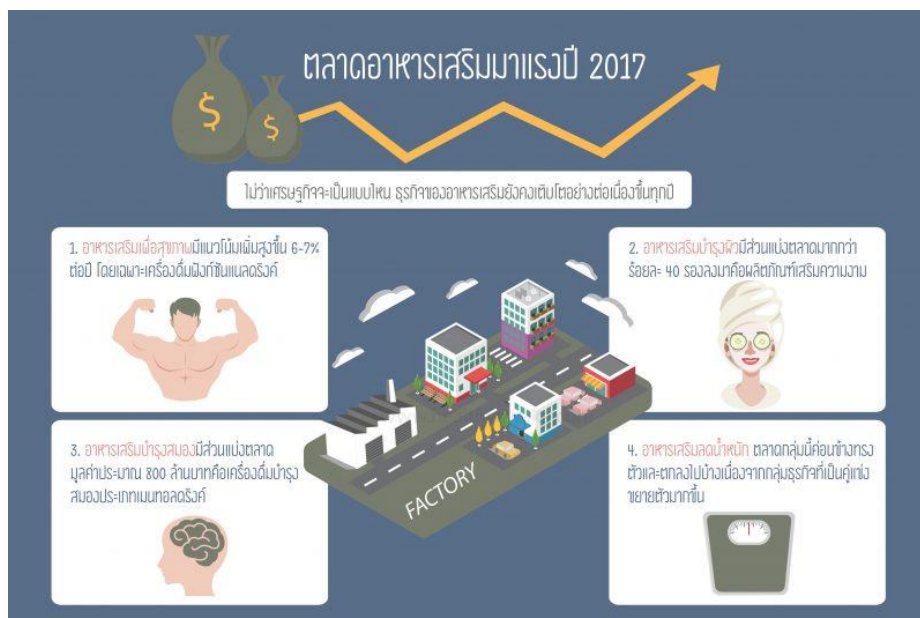 ตลาดอาหารเสริมมาแรงปี 2017
$
$
ไม่ว่าเศรษฐกิจจะเป็นแบบไหน ธุรกิจของอาหารเสริมยังคงเติบโตอย่างต่อเนื่องขึ้นทุกปี
1. อาหารเสริมเพื่อสุขภาพมีแนวโน้มเพิ่มสูงขึ้น 6-7%
ต่อปี โดยเฉพาะเครื่องดื่มฟังก์ชันแนลดริงค์
2. อาหารเสริมบำรุงผิวมีส่วนแบ่งตลาดมากกว่า
ร้อยละ 40 รองลงมาคือผลิตภัณฑ์เสริมความงาม
3. อาหารเสริมบำรุงสมองมีส่วนแบ่งตลาด
มูลค่าประมาณ 800 ล้านบาทคือเครื่องดื่มบำรุง
สมองประเภทเมนทอลดริงค์
4. อาหารเสริมลดน้ำหนัก ตลาดกลุ่มนี้ค่อนข้างทรง
ตัวและตกลงไปบ้างเนื่องจากกลุ่มธุรกิจที่เป็นคู่แข่ง
ขยายตัวมากขึ้น
FACTORY